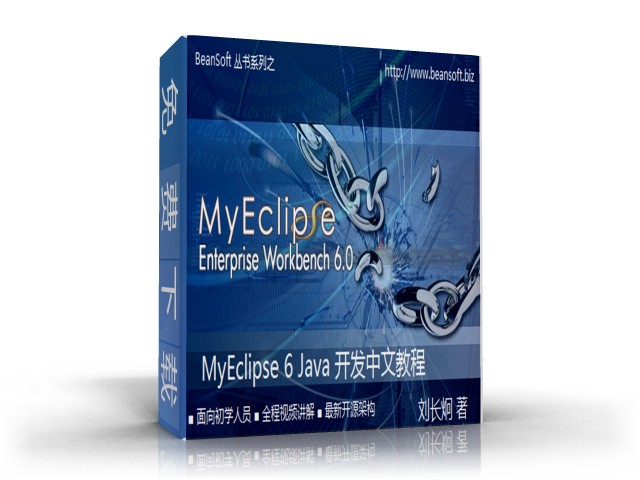 BeanSoft 丛书系列之
http://www.beansoft.biz
MyEclipse
Enterprise Workbench 6.0
MyEclipse 6 Java 开发中文教程
■ 面向初学人员 ■ 全程视频讲解 ■ 最新开源架构
刘长炯 著
免费下载